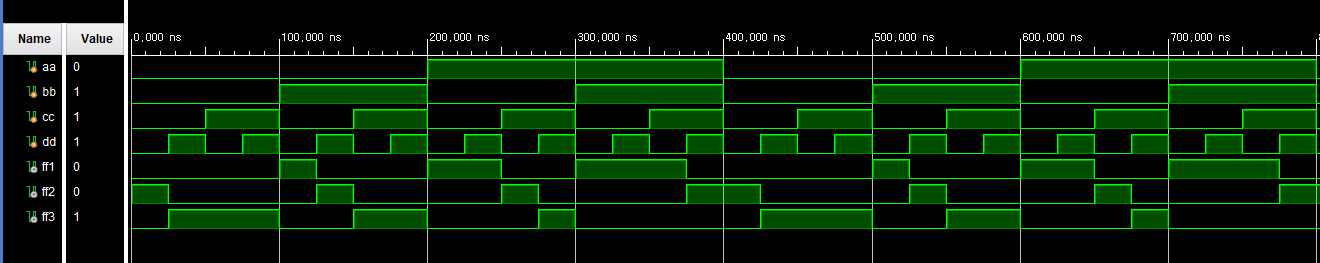 Name Value 0,000 ns 100,000 ns 200,000 ns 300,000 ns 400,000 ns 500,000 ns 600,000 ns 700,000 ns
aa 0
bb 1
cc 1
dd 1
ff1 0
ff2 0
ff3 1